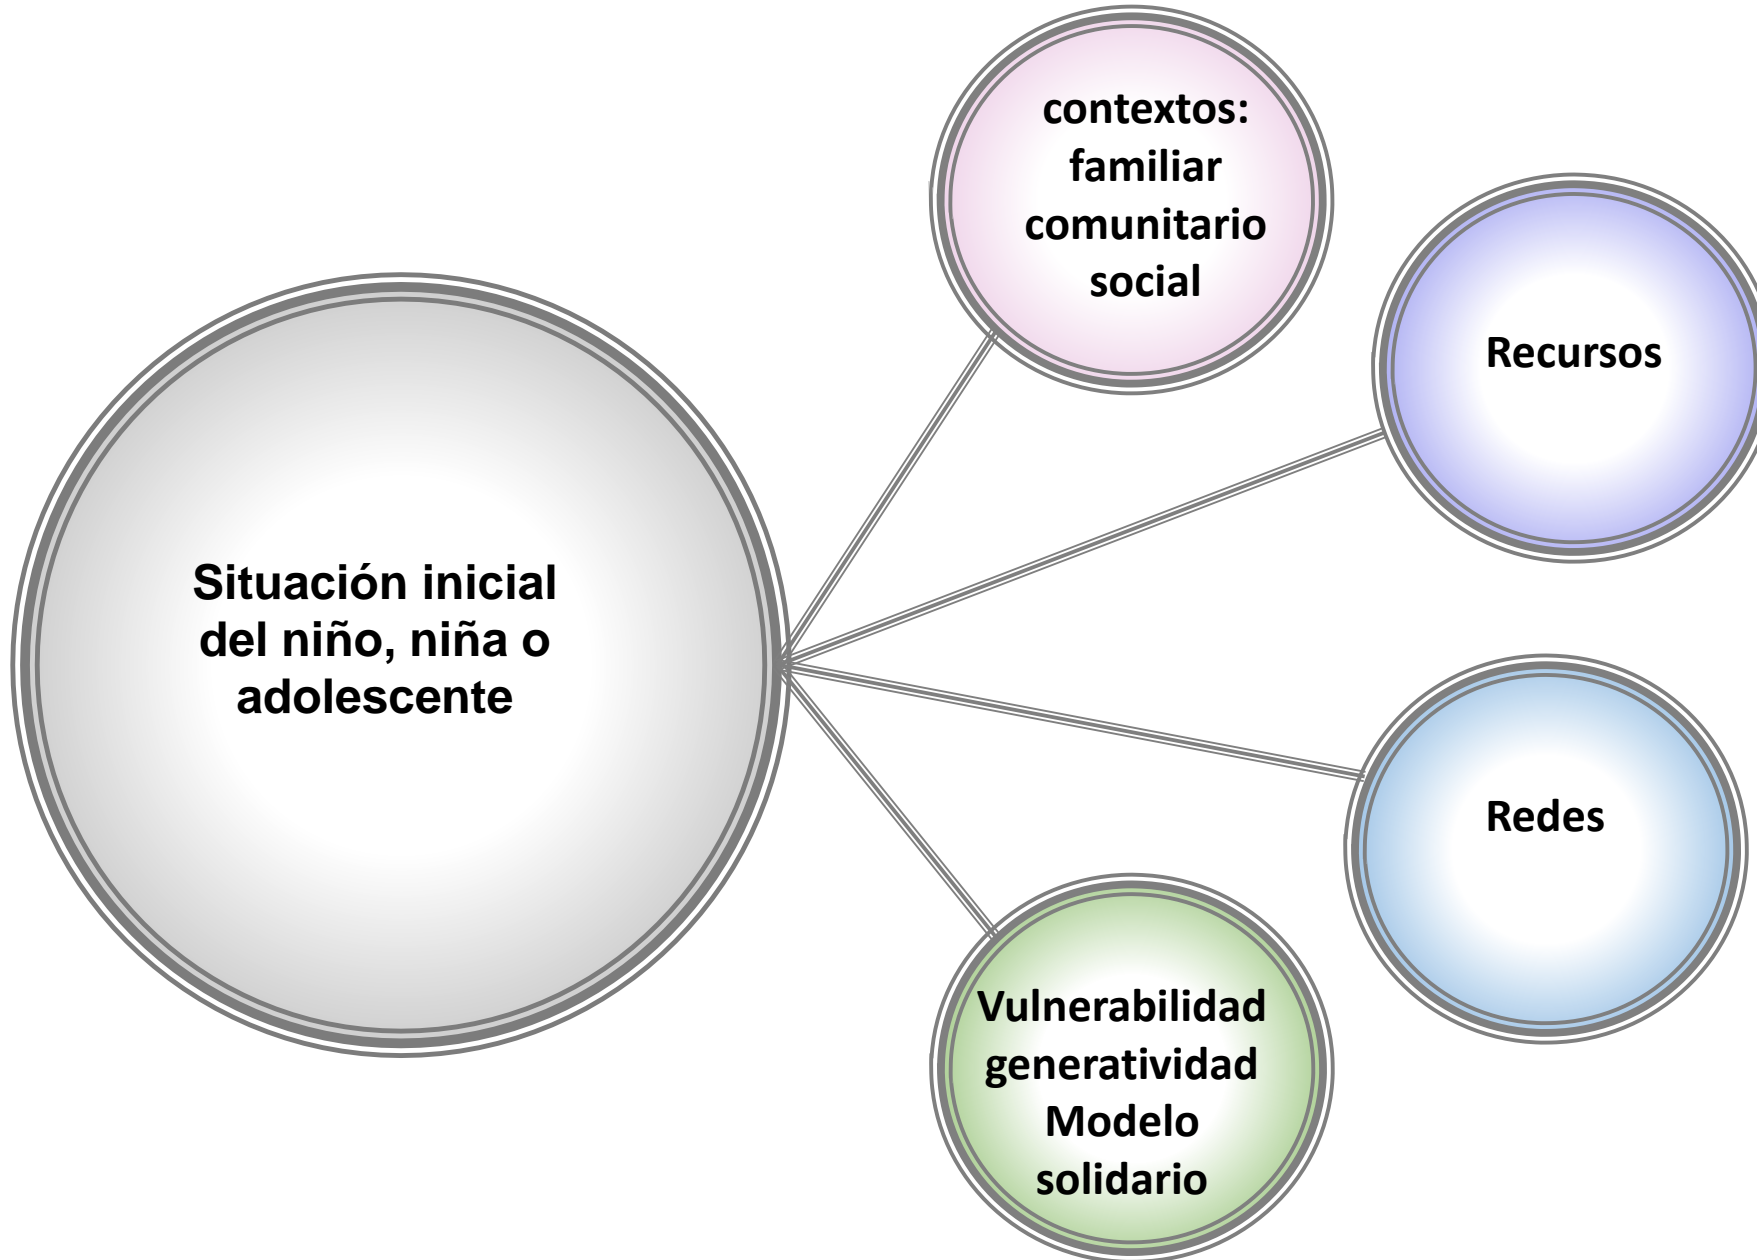 Situación inicial
del niño, niña o
adolescente
contextos:
familiar
comunitario
social
Recursos
Redes
Vulnerabilidad
generatividad
Modelo
solidario